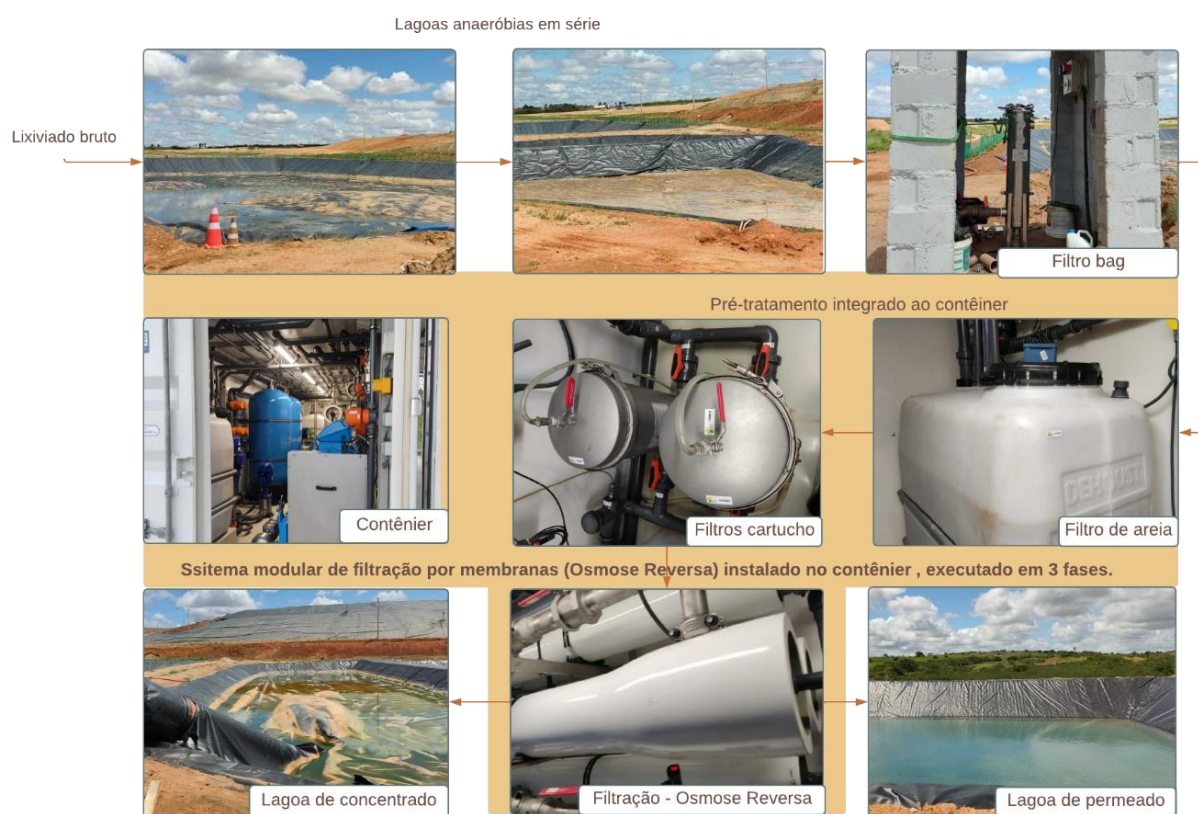 Lagoas anaeróbias em série
Lixiviado bruto
Filtro bag
Pré-tratamento integrado ao contêiner
Contênier
Filtros cartucho
DEHOUST
Filtro de areia
Ssitema modular de filtração por membranas (Osmose Reversa) instalado no contênier , executado em 3 fases.
Lagoa de concentrado
Filtração - Osmose Reversa
Lagoa de permeado